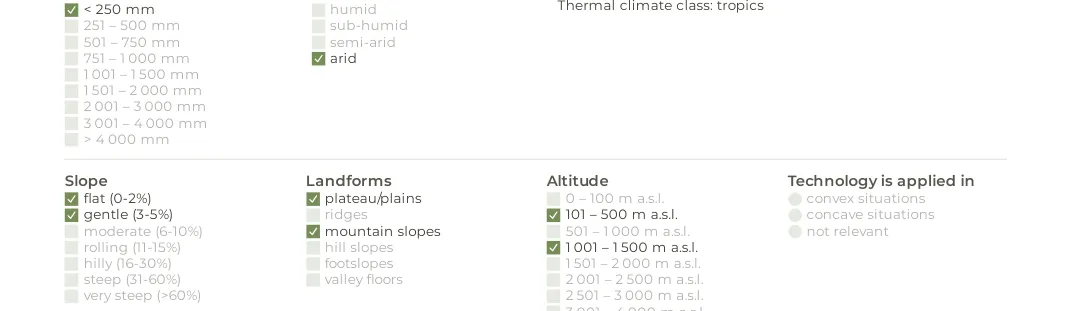 < 250 mm
251 – 500 mm
501 – 750 mm
751 – 1 000 mm
1 001 – 1 500 mm
1 501 – 2 000 mm
2 001 – 3 000 mm
3 001 – 4 000 mm
> 4 000 mm
humid
sub-humid
semi-arid
arid
Thermal climate class: tropics
Slope
flat (0-2%)
gentle (3-5%)
moderate (6-10%)
rolling (11-15%)
hilly (16-30%)
steep (31-60%)
very steep (>60%)
Landforms
plateau/plains
ridges
mountain slopes
hill slopes
footslopes
valley floors
Altitude
0 – 100 m a.s.l.
101 – 500 m a.s.l.
501 – 1 000 m a.s.l.
1 001 – 1 500 m a.s.l.
1 501 – 2 000 m a.s.l.
2 001 – 2 500 m a.s.l.
2 501 – 3 000 m a.s.l.
3 001 – 4 000 m a.s.l.
Technology is applied in
convex situations
concave situations
not relevant